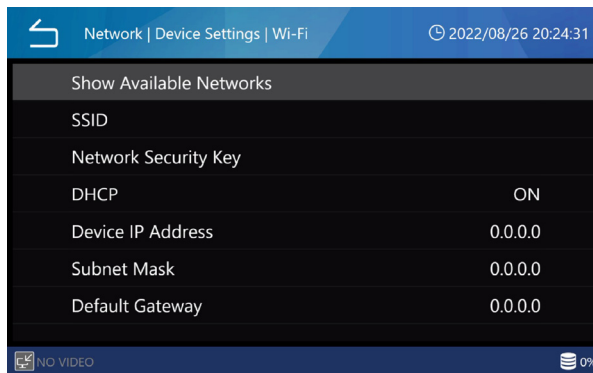 Network | Device Settings | Wi-Fi 2022/08/26 20:24:31
Show Available Networks
SSID
Network Security Key
DHCP ON
Device IP Address 0.0.0.0
Subnet Mask 0.0.0.0
Default Gateway 0.0.0.0
NO VIDEO 0%